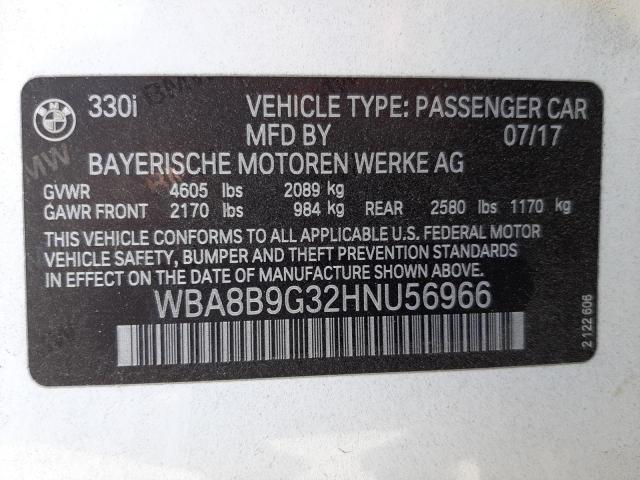 BMW 330i VEHICLE TYPE: PASSENGER CAR
MFD BY 07/17
BAYERISCHE MOTOREN WERKE AG
GVWR 4605 lbs 2089 kg
GAWR FRONT 2170 lbs 984 kg REAR 2580 lbs 1170 kg
THIS VEHICLE CONFORMS TO ALL APPLICABLE U.S. FEDERAL MOTOR
VEHICLE SAFETY, BUMPER AND THEFT PREVENTION STANDARDS
IN EFFECT ON THE DATE OF MANUFACTURE SHOWN ABOVE.
WBA8B9G32HNU56966
2 122 606